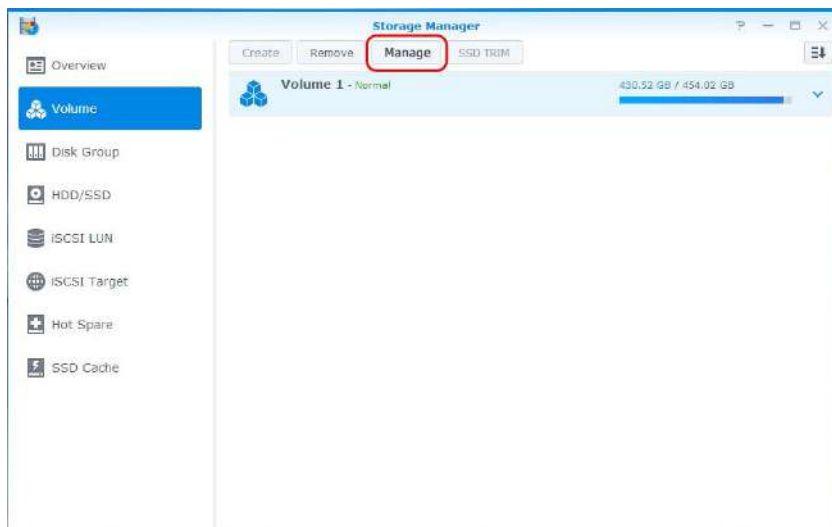 Storage Manager
Create Remove Manage SSD TRIM
Overview
Volume 1 - Normal
430.52 GB / 454.02 GB
Volume
Disk Group
HDD/SSD
iSCSI LUN
iSCSI Target
Hot Spare
SSD Cache